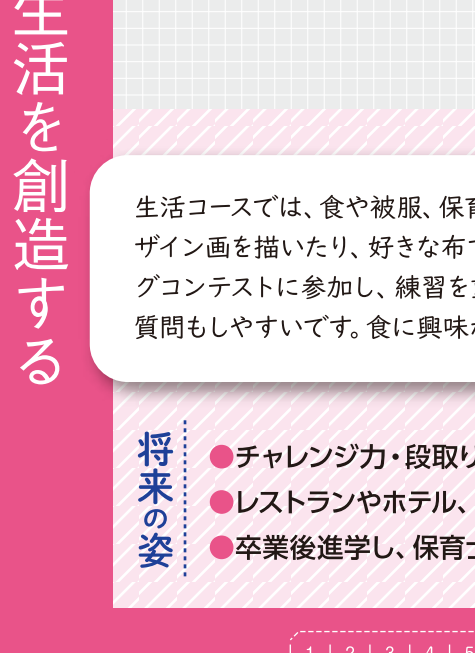 生活を創造する
生活コースでは、食や被服、保育
ザイン画を描いたり、好きな布
グコンテストに参加し、練習を
質問もしやすいです。食に興味
将来の姿
●チャレンジ力・段取り
●レストランやホテル、
●卒業後進学し、保育士
1 2 3 4 5